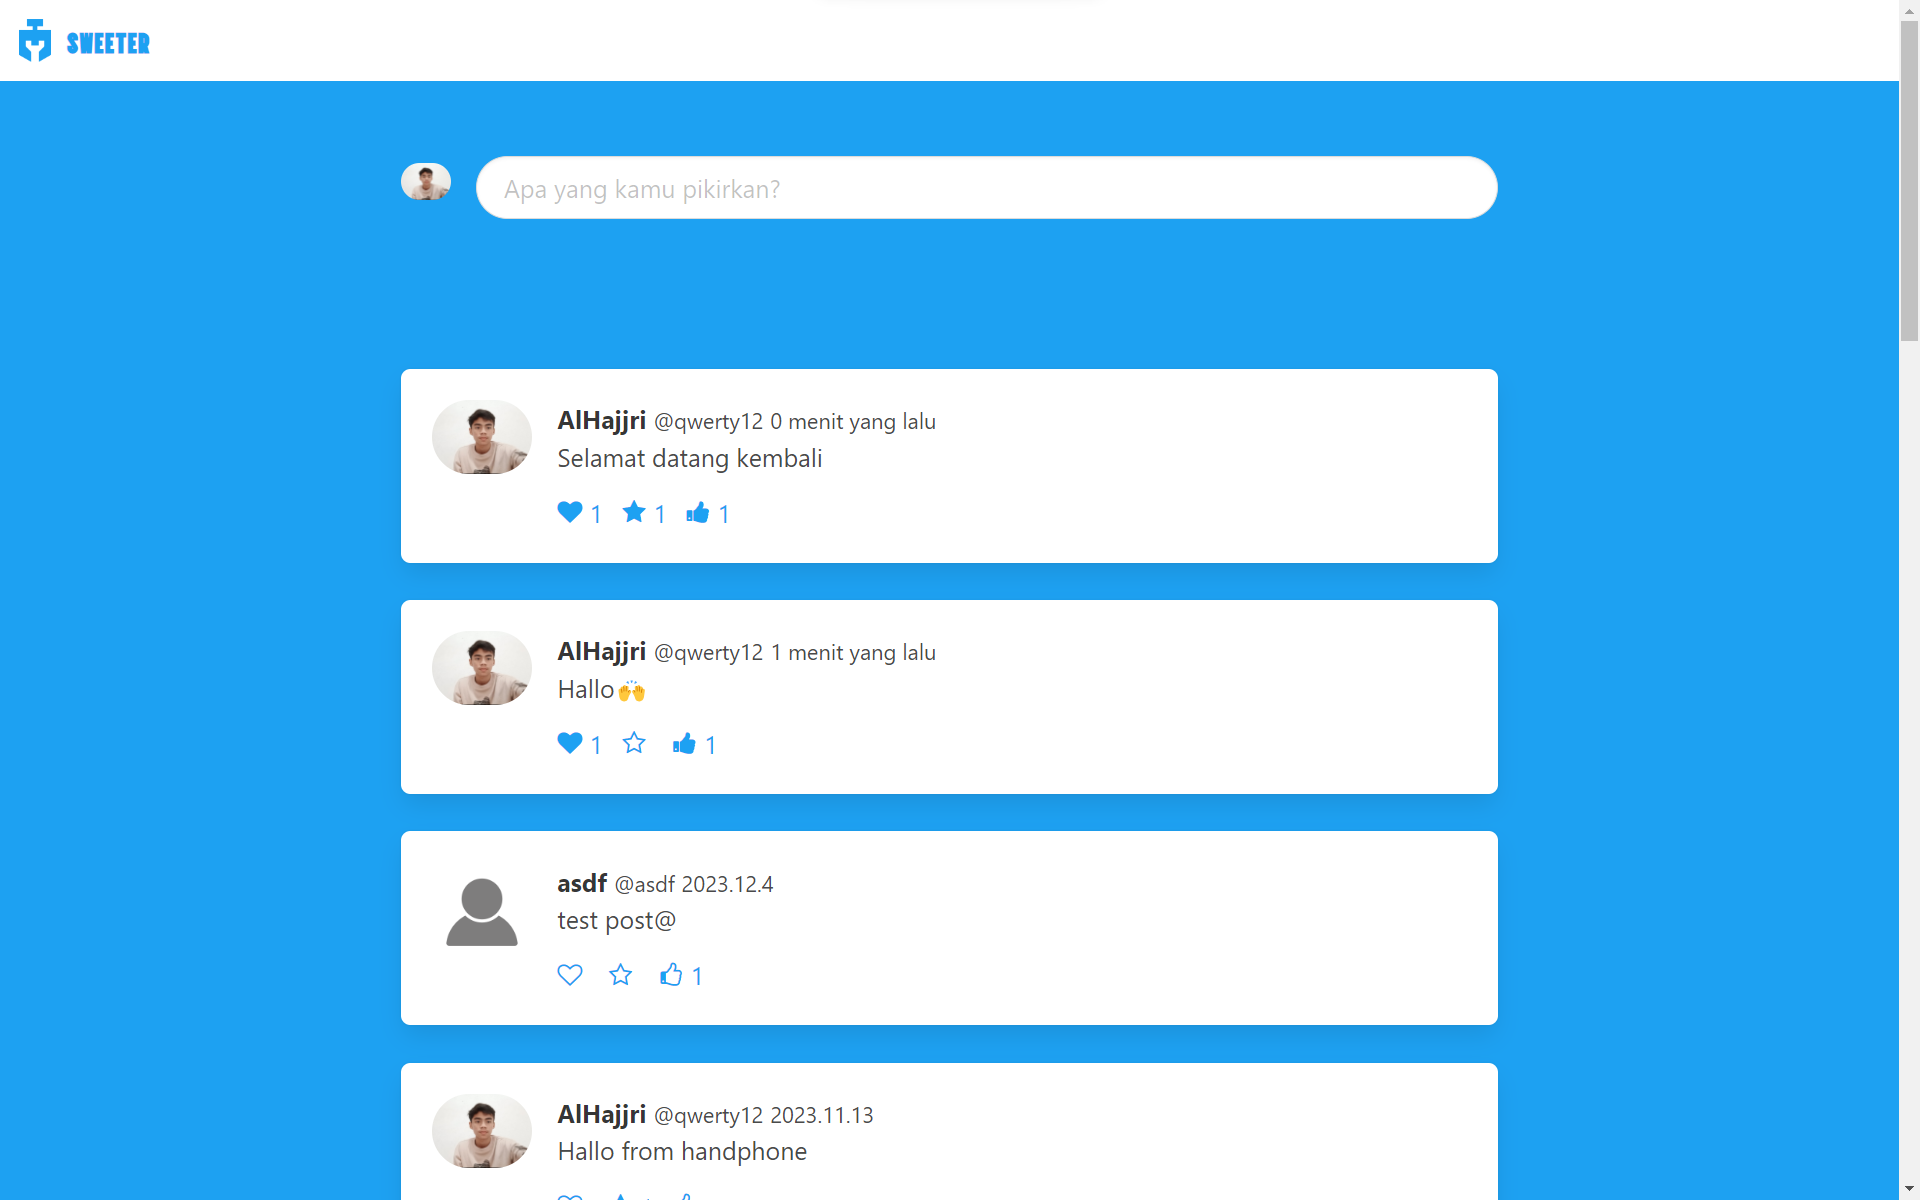 SWEETER
Apa yang kamu pikirkan?
AlHajjri @qwerty12 0 menit yang lalu
Selamat datang kembali
1 1 1
AlHajjri @qwerty12 1 menit yang lalu
Hallo🙌
1 1
asdf @asdf 2023.12.4
test post@
1
AlHajjri @qwerty12 2023.11.13
Hallo from handphone